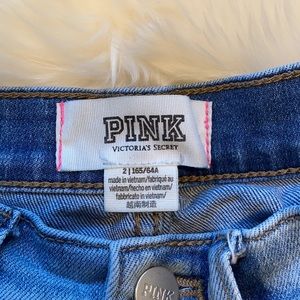 PINK
VICTORIA'S SECRET
2 | 165/64A
made in vietnam/fabriqué au
vietnam/hecho en vietnam/
fabbricato in vietnam/
越南制造
PINK